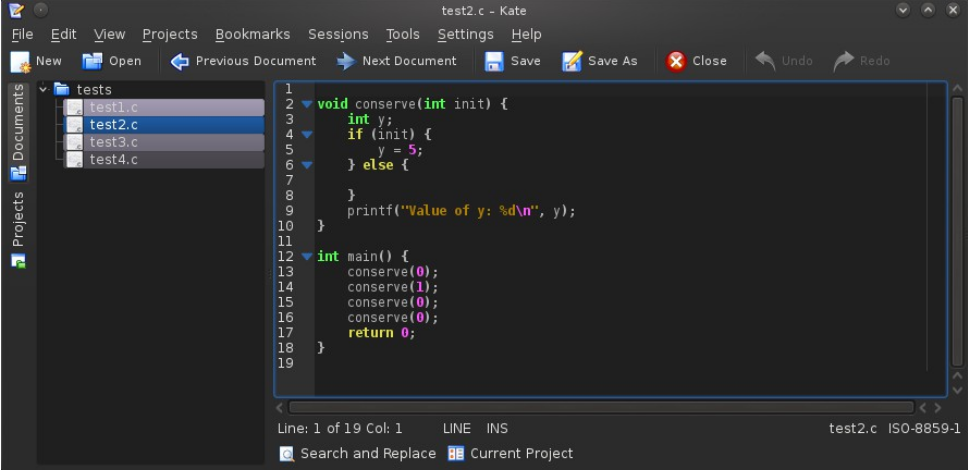 test2.c – Kate
File Edit View Projects Bookmarks Sessions Tools Settings Help
New Open Previous Document Next Document Save Save As Close Undo Redo
Documents
Projects
tests
test1.c
test2.c
test3.c
test4.c
1
2 void conserve(int init) {
3     int y;
4     if (init) {
5         y = 5;
6     } else {
7
8     }
9     printf("Value of y: %d\n", y);
10 }
11
12 int main() {
13     conserve(0);
14     conserve(1);
15     conserve(0);
16     conserve(0);
17     return 0;
18 }
19
Line: 1 of 19 Col: 1 LINE INS test2.c ISO-8859-1
Search and Replace Current Project